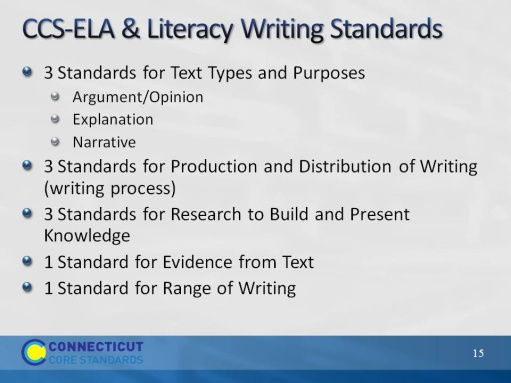 CCS-ELA & Literacy Writing Standards
3 Standards for Text Types and Purposes
Argument/Opinion
Explanation
Narrative
3 Standards for Production and Distribution of Writing
(writing process)
3 Standards for Research to Build and Present
Knowledge
1 Standard for Evidence from Text
1 Standard for Range of Writing
CONNECTICUT
CORE STANDARDS
15